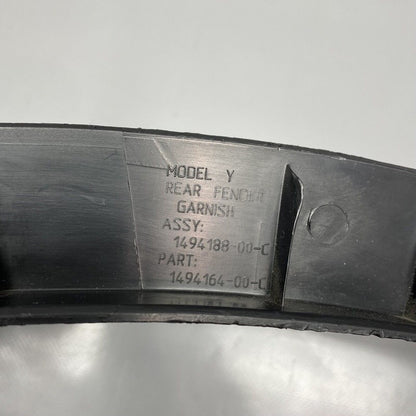 MODEL Y
REAR FENDER
GARNISH
ASSY:
1494188-00-C
PART:
1494164-00-C